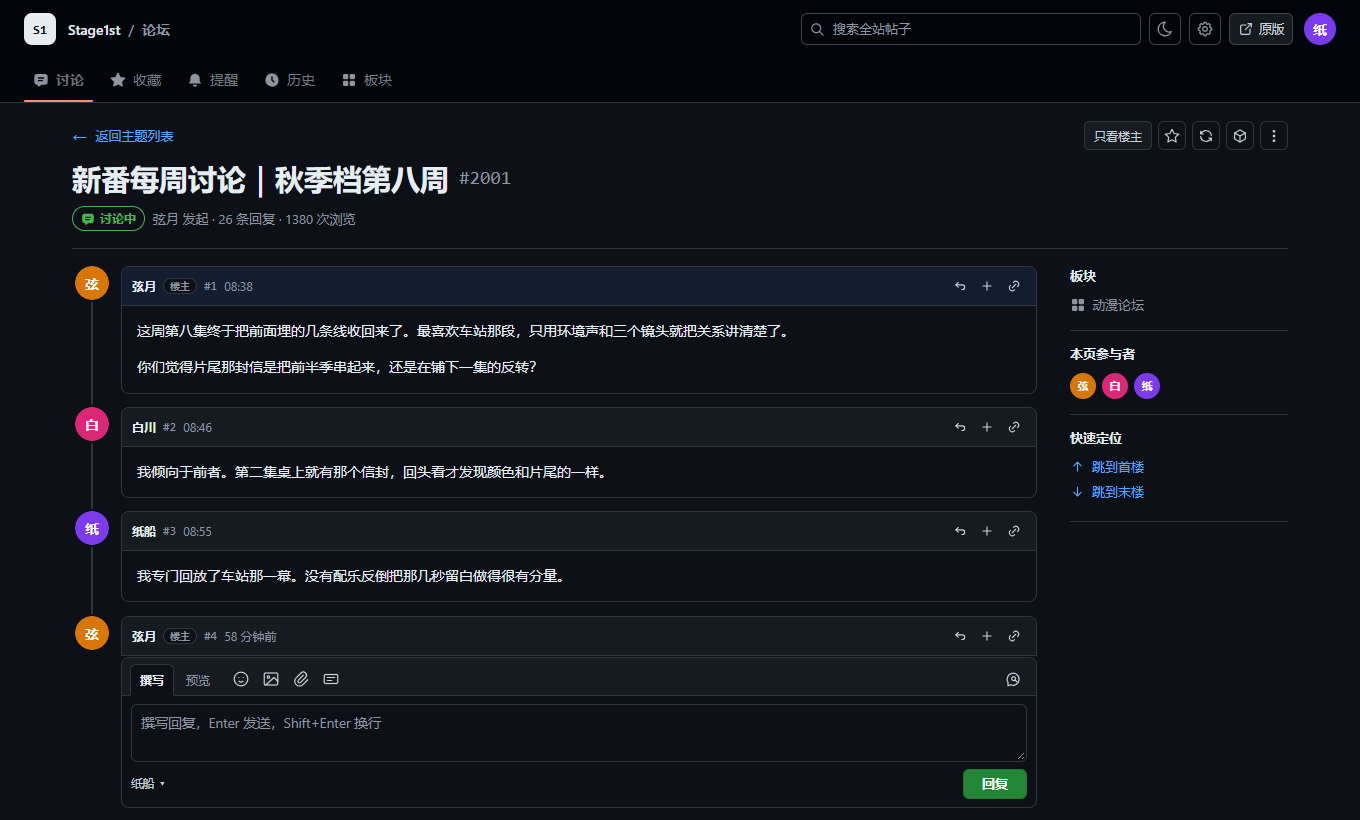 S1 Stage1st / 论坛 搜索全站帖子 原版 纸
讨论 收藏 提醒 历史 板块
← 返回主题列表 只看楼主
新番每周讨论｜秋季档第八周 #2001
讨论中 弦月 发起 · 26 条回复 · 1380 次浏览
弦 弦月 楼主 #1 08:38
这周第八集终于把前面埋的几条线收回来了。最喜欢车站那段，只用环境声和三个镜头就把关系讲清楚了。
你们觉得片尾那封信是把前半季串起来，还是在铺下一集的反转？
白 白川 #2 08:46
我倾向于前者。第二集桌上就有那个信封，回头看才发现颜色和片尾的一样。
纸 纸船 #3 08:55
我专门回放了车站那一幕。没有配乐反倒把那几秒留白做得很有分量。
弦 弦月 楼主 #4 58 分钟前
撰写 预览
撰写回复，Enter 发送，Shift+Enter 换行
纸船 回复
板块
动漫论坛
本页参与者
弦 白 纸
快速定位
↑ 跳到首楼
↓ 跳到末楼